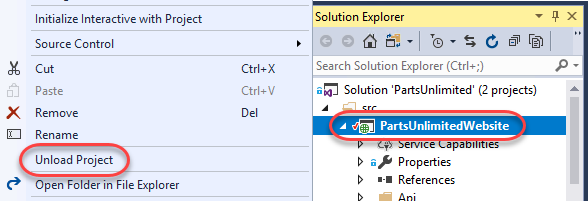 Initialize Interactive with Project
Source Control
Cut Ctrl+X
Paste Ctrl+V
Remove Del
Rename
Unload Project
Open Folder in File Explorer
Solution Explorer
Search Solution Explorer (Ctrl+;)
Solution 'PartsUnlimited' (2 projects)
src
PartsUnlimitedWebsite
Service Capabilities
Properties
References
Api